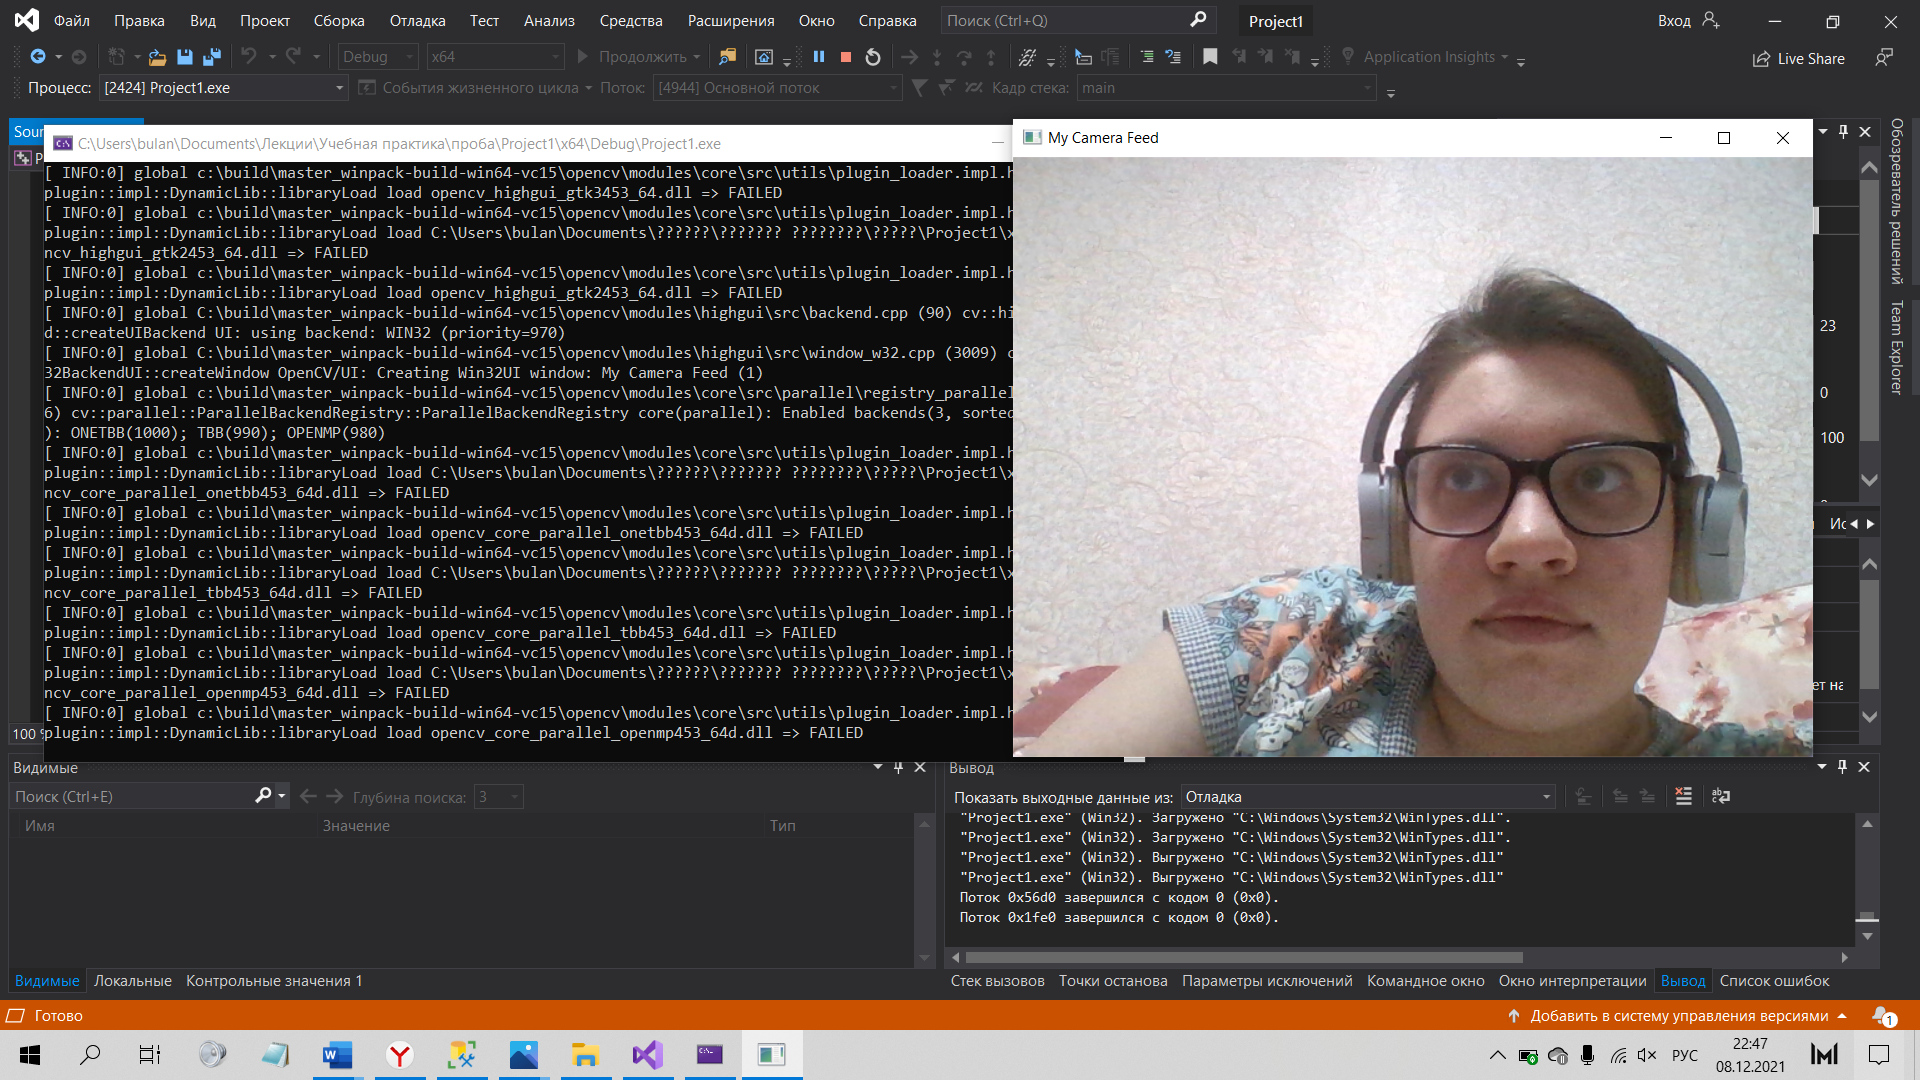 Файл Правка Вид Проект Сборка Отладка Тест Анализ Средства Расширения Окно Справка Поиск (Ctrl+Q) Project1 Вход
Debug x64 Продолжить Application Insights Live Share
Процесс: [2424] Project1.exe События жизненного цикла Поток: [4944] Основной поток Кадр стека: main
Sour
C:\Users\bulan\Documents\Лекции\Учебная практика\проба\Project1\x64\Debug\Project1.exe
[ INFO:0] global c:\build\master_winpack-build-win64-vc15\opencv\modules\core\src\utils\plugin_loader.impl.h
plugin::impl::DynamicLib::libraryLoad load opencv_highgui_gtk3453_64.dll => FAILED
[ INFO:0] global c:\build\master_winpack-build-win64-vc15\opencv\modules\core\src\utils\plugin_loader.impl.h
plugin::impl::DynamicLib::libraryLoad load C:\Users\bulan\Documents\??????\??????? ????????\?????\Project1\x
ncv_highgui_gtk2453_64.dll => FAILED
[ INFO:0] global c:\build\master_winpack-build-win64-vc15\opencv\modules\core\src\utils\plugin_loader.impl.h
plugin::impl::DynamicLib::libraryLoad load opencv_highgui_gtk2453_64.dll => FAILED
[ INFO:0] global C:\build\master_winpack-build-win64-vc15\opencv\modules\highgui\src\backend.cpp (90) cv::hi
d::createUIBackend UI: using backend: WIN32 (priority=970)
[ INFO:0] global C:\build\master_winpack-build-win64-vc15\opencv\modules\highgui\src\window_w32.cpp (3009) c
32BackendUI::createWindow OpenCV/UI: Creating Win32UI window: My Camera Feed (1)
[ INFO:0] global c:\build\master_winpack-build-win64-vc15\opencv\modules\core\src\parallel\registry_parallel
6) cv::parallel::ParallelBackendRegistry::ParallelBackendRegistry core(parallel): Enabled backends(3, sorted
): ONETBB(1000); TBB(990); OPENMP(980)
[ INFO:0] global c:\build\master_winpack-build-win64-vc15\opencv\modules\core\src\utils\plugin_loader.impl.h
plugin::impl::DynamicLib::libraryLoad load C:\Users\bulan\Documents\??????\??????? ????????\?????\Project1\x
ncv_core_parallel_onetbb453_64d.dll => FAILED
[ INFO:0] global c:\build\master_winpack-build-win64-vc15\opencv\modules\core\src\utils\plugin_loader.impl.h
plugin::impl::DynamicLib::libraryLoad load opencv_core_parallel_onetbb453_64d.dll => FAILED
[ INFO:0] global c:\build\master_winpack-build-win64-vc15\opencv\modules\core\src\utils\plugin_loader.impl.h
plugin::impl::DynamicLib::libraryLoad load C:\Users\bulan\Documents\??????\??????? ????????\?????\Project1\x
ncv_core_parallel_tbb453_64d.dll => FAILED
[ INFO:0] global c:\build\master_winpack-build-win64-vc15\opencv\modules\core\src\utils\plugin_loader.impl.h
plugin::impl::DynamicLib::libraryLoad load opencv_core_parallel_tbb453_64d.dll => FAILED
[ INFO:0] global c:\build\master_winpack-build-win64-vc15\opencv\modules\core\src\utils\plugin_loader.impl.h
plugin::impl::DynamicLib::libraryLoad load C:\Users\bulan\Documents\??????\??????? ????????\?????\Project1\x
ncv_core_parallel_openmp453_64d.dll => FAILED
[ INFO:0] global c:\build\master_winpack-build-win64-vc15\opencv\modules\core\src\utils\plugin_loader.impl.h
plugin::impl::DynamicLib::libraryLoad load opencv_core_parallel_openmp453_64d.dll => FAILED
My Camera Feed
Обозреватель решений
Team Explorer
23
0
100
Ис
ет на
100 %
Видимые
Поиск (Ctrl+E) Глубина поиска: 3
Имя Значение Тип
Видимые Локальные Контрольные значения 1
Вывод
Показать выходные данные из: Отладка
"Project1.exe" (Win32). Загружено "C:\Windows\System32\WinTypes.dll".
"Project1.exe" (Win32). Загружено "C:\Windows\System32\WinTypes.dll".
"Project1.exe" (Win32). Выгружено "C:\Windows\System32\WinTypes.dll"
"Project1.exe" (Win32). Выгружено "C:\Windows\System32\WinTypes.dll"
Поток 0x56d0 завершился с кодом 0 (0x0).
Поток 0x1fe0 завершился с кодом 0 (0x0).
Стек вызовов Точки останова Параметры исключений Командное окно Окно интерпретации Вывод Список ошибок
Готово Добавить в систему управления версиями 1
РУС 22:47
08.12.2021